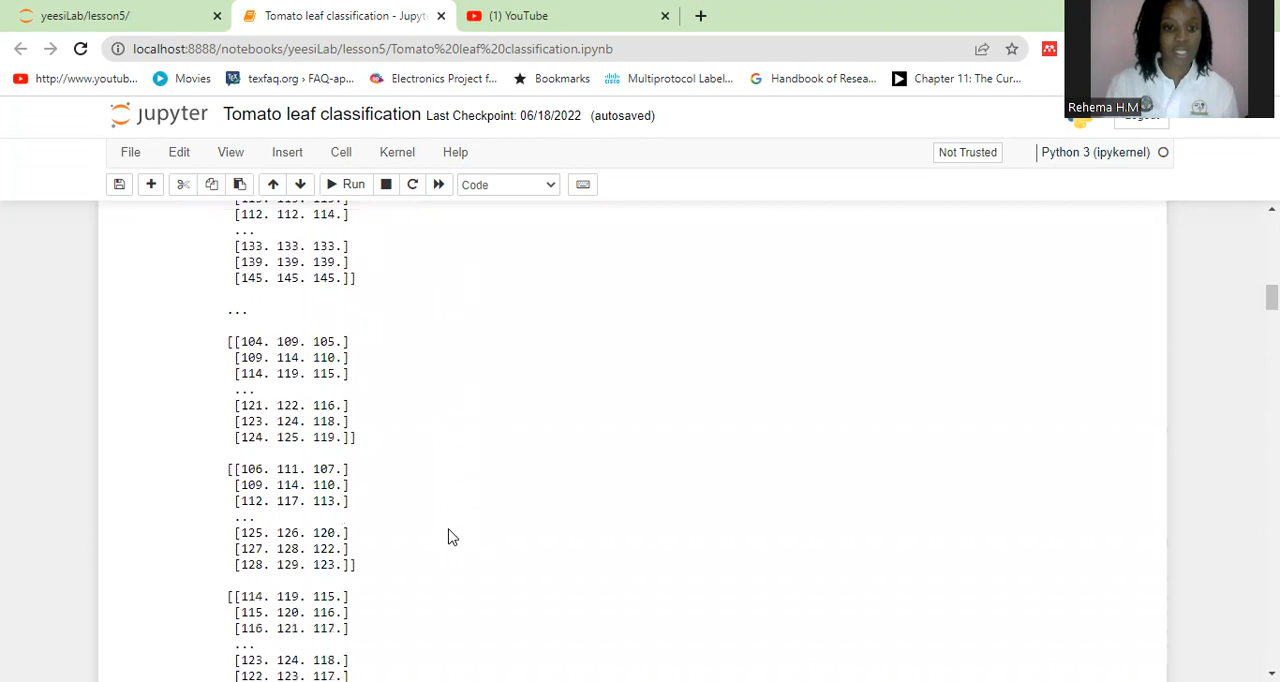 yeesiLab/lesson5/
Tomato leaf classification - Jupyt
(1) YouTube
localhost:8888/notebooks/yeesiLab/lesson5/Tomato%20leaf%20classification.ipynb
http://www.youtub...
Movies
texfaq.org › FAQ-ap...
Electronics Project f...
Bookmarks
Multiprotocol Label...
Handbook of Resea...
Chapter 11: The Cur...
Rehema H.M
jupyter Tomato leaf classification Last Checkpoint: 06/18/2022 (autosaved)
File Edit View Insert Cell Kernel Help
Not Trusted
Python 3 (ipykernel)
Run
Code
[112. 112. 114.]
...
[133. 133. 133.]
[139. 139. 139.]
[145. 145. 145.]]
...
[[104. 109. 105.]
[109. 114. 110.]
[114. 119. 115.]
...
[121. 122. 116.]
[123. 124. 118.]
[124. 125. 119.]]
[[106. 111. 107.]
[109. 114. 110.]
[112. 117. 113.]
...
[125. 126. 120.]
[127. 128. 122.]
[128. 129. 123.]]
[[114. 119. 115.]
[115. 120. 116.]
[116. 121. 117.]
...
[123. 124. 118.]
[122. 123. 117.]